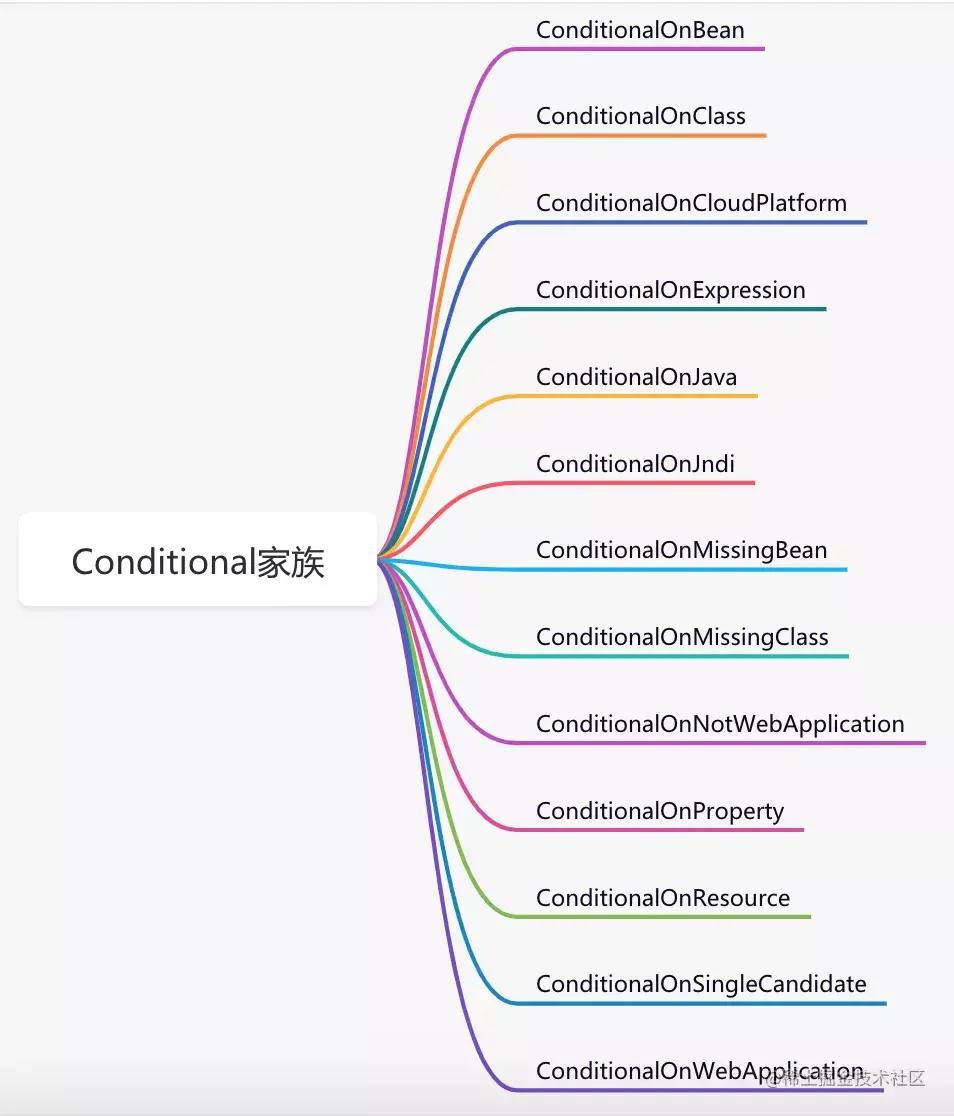 ConditionalOnBean
ConditionalOnClass
ConditionalOnCloudPlatform
ConditionalOnExpression
ConditionalOnJava
ConditionalOnJndi
Conditional家族
ConditionalOnMissingBean
ConditionalOnMissingClass
ConditionalOnNotWebApplication
ConditionalOnProperty
ConditionalOnResource
ConditionalOnSingleCandidate
ConditionalOnWebApplication
@稀土掘金技术社区